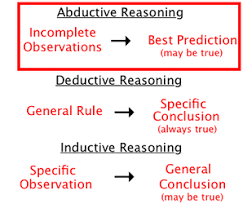 Abductive Reasoning
Incomplete Observations → Best Prediction
(may be true)
Deductive Reasoning
General Rule → Specific Conclusion
(always true)
Inductive Reasoning
Specific Observation → General Conclusion
(may be true)